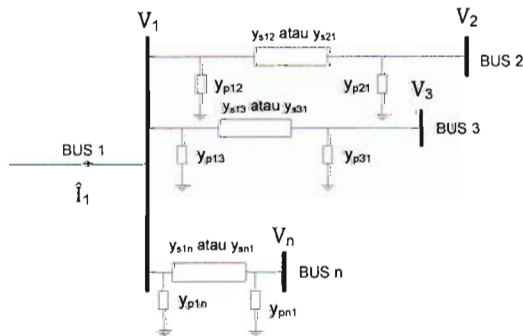 V₁
yₛ₁₂ atau yₛ₂₁
V₂
BUS 2
yₚ₁₂
yₚ₂₁
yₛ₁₃ atau yₛ₃₁
V₃
BUS 3
yₚ₁₃
yₚ₃₁
BUS 1
Î₁
yₛ₁ₙ atau yₛₙ₁
Vₙ
BUS n
yₚ₁ₙ
yₚₙ₁